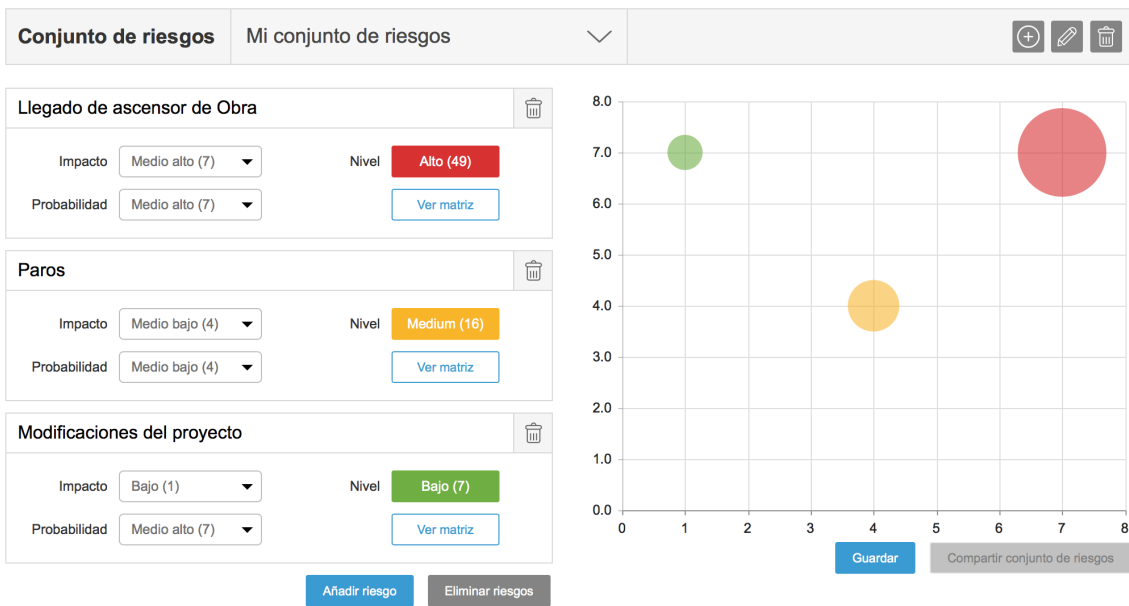 Conjunto de riesgos Mi conjunto de riesgos
Llegado de ascensor de Obra
Impacto Medio alto (7) Nivel Alto (49)
Probabilidad Medio alto (7) Ver matriz
Paros
Impacto Medio bajo (4) Nivel Medium (16)
Probabilidad Medio bajo (4) Ver matriz
Modificaciones del proyecto
Impacto Bajo (1) Nivel Bajo (7)
Probabilidad Medio alto (7) Ver matriz
Añadir riesgo Eliminar riesgos
8.0
7.0
6.0
5.0
4.0
3.0
2.0
1.0
0.0
0 1 2 3 4 5 6 7 8
Guardar Compartir conjunto de riesgos